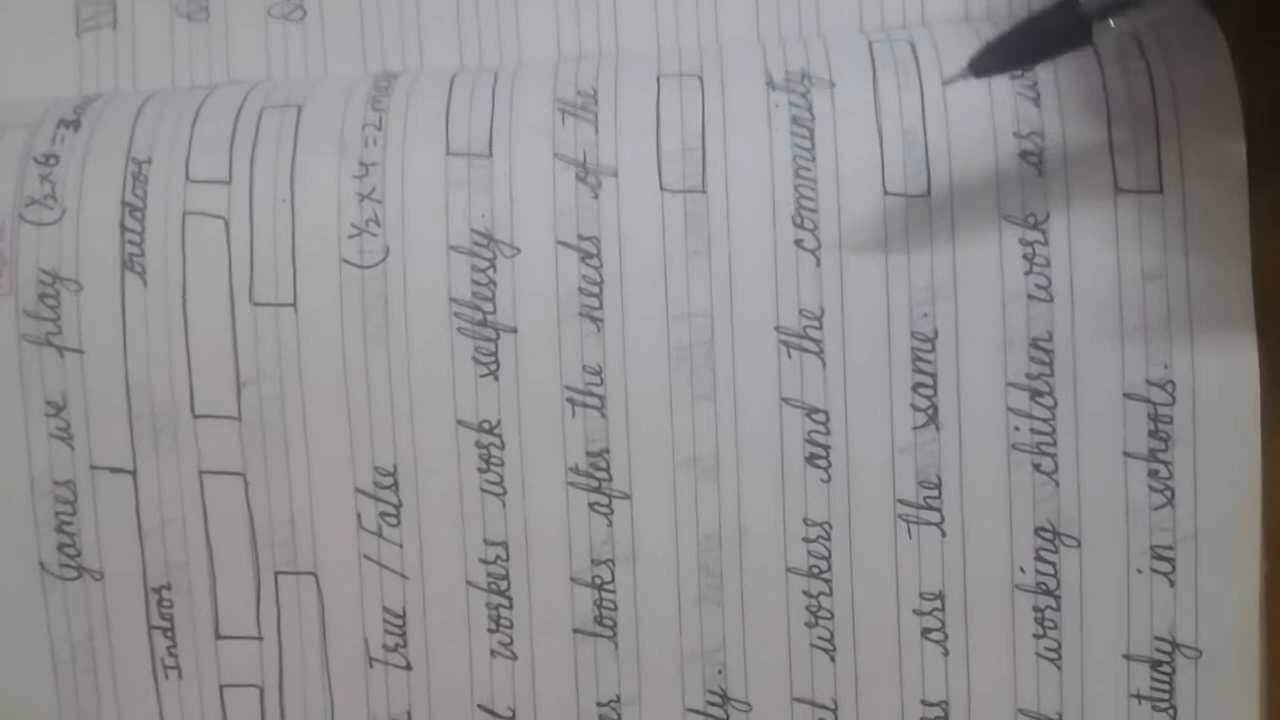 Games we play (½×6=3
Indoor outdoor
True / False (½×4=2
workers work selflessly.
looks after the needs of the
workers and the community
are the same.
working children work as
study in schools.